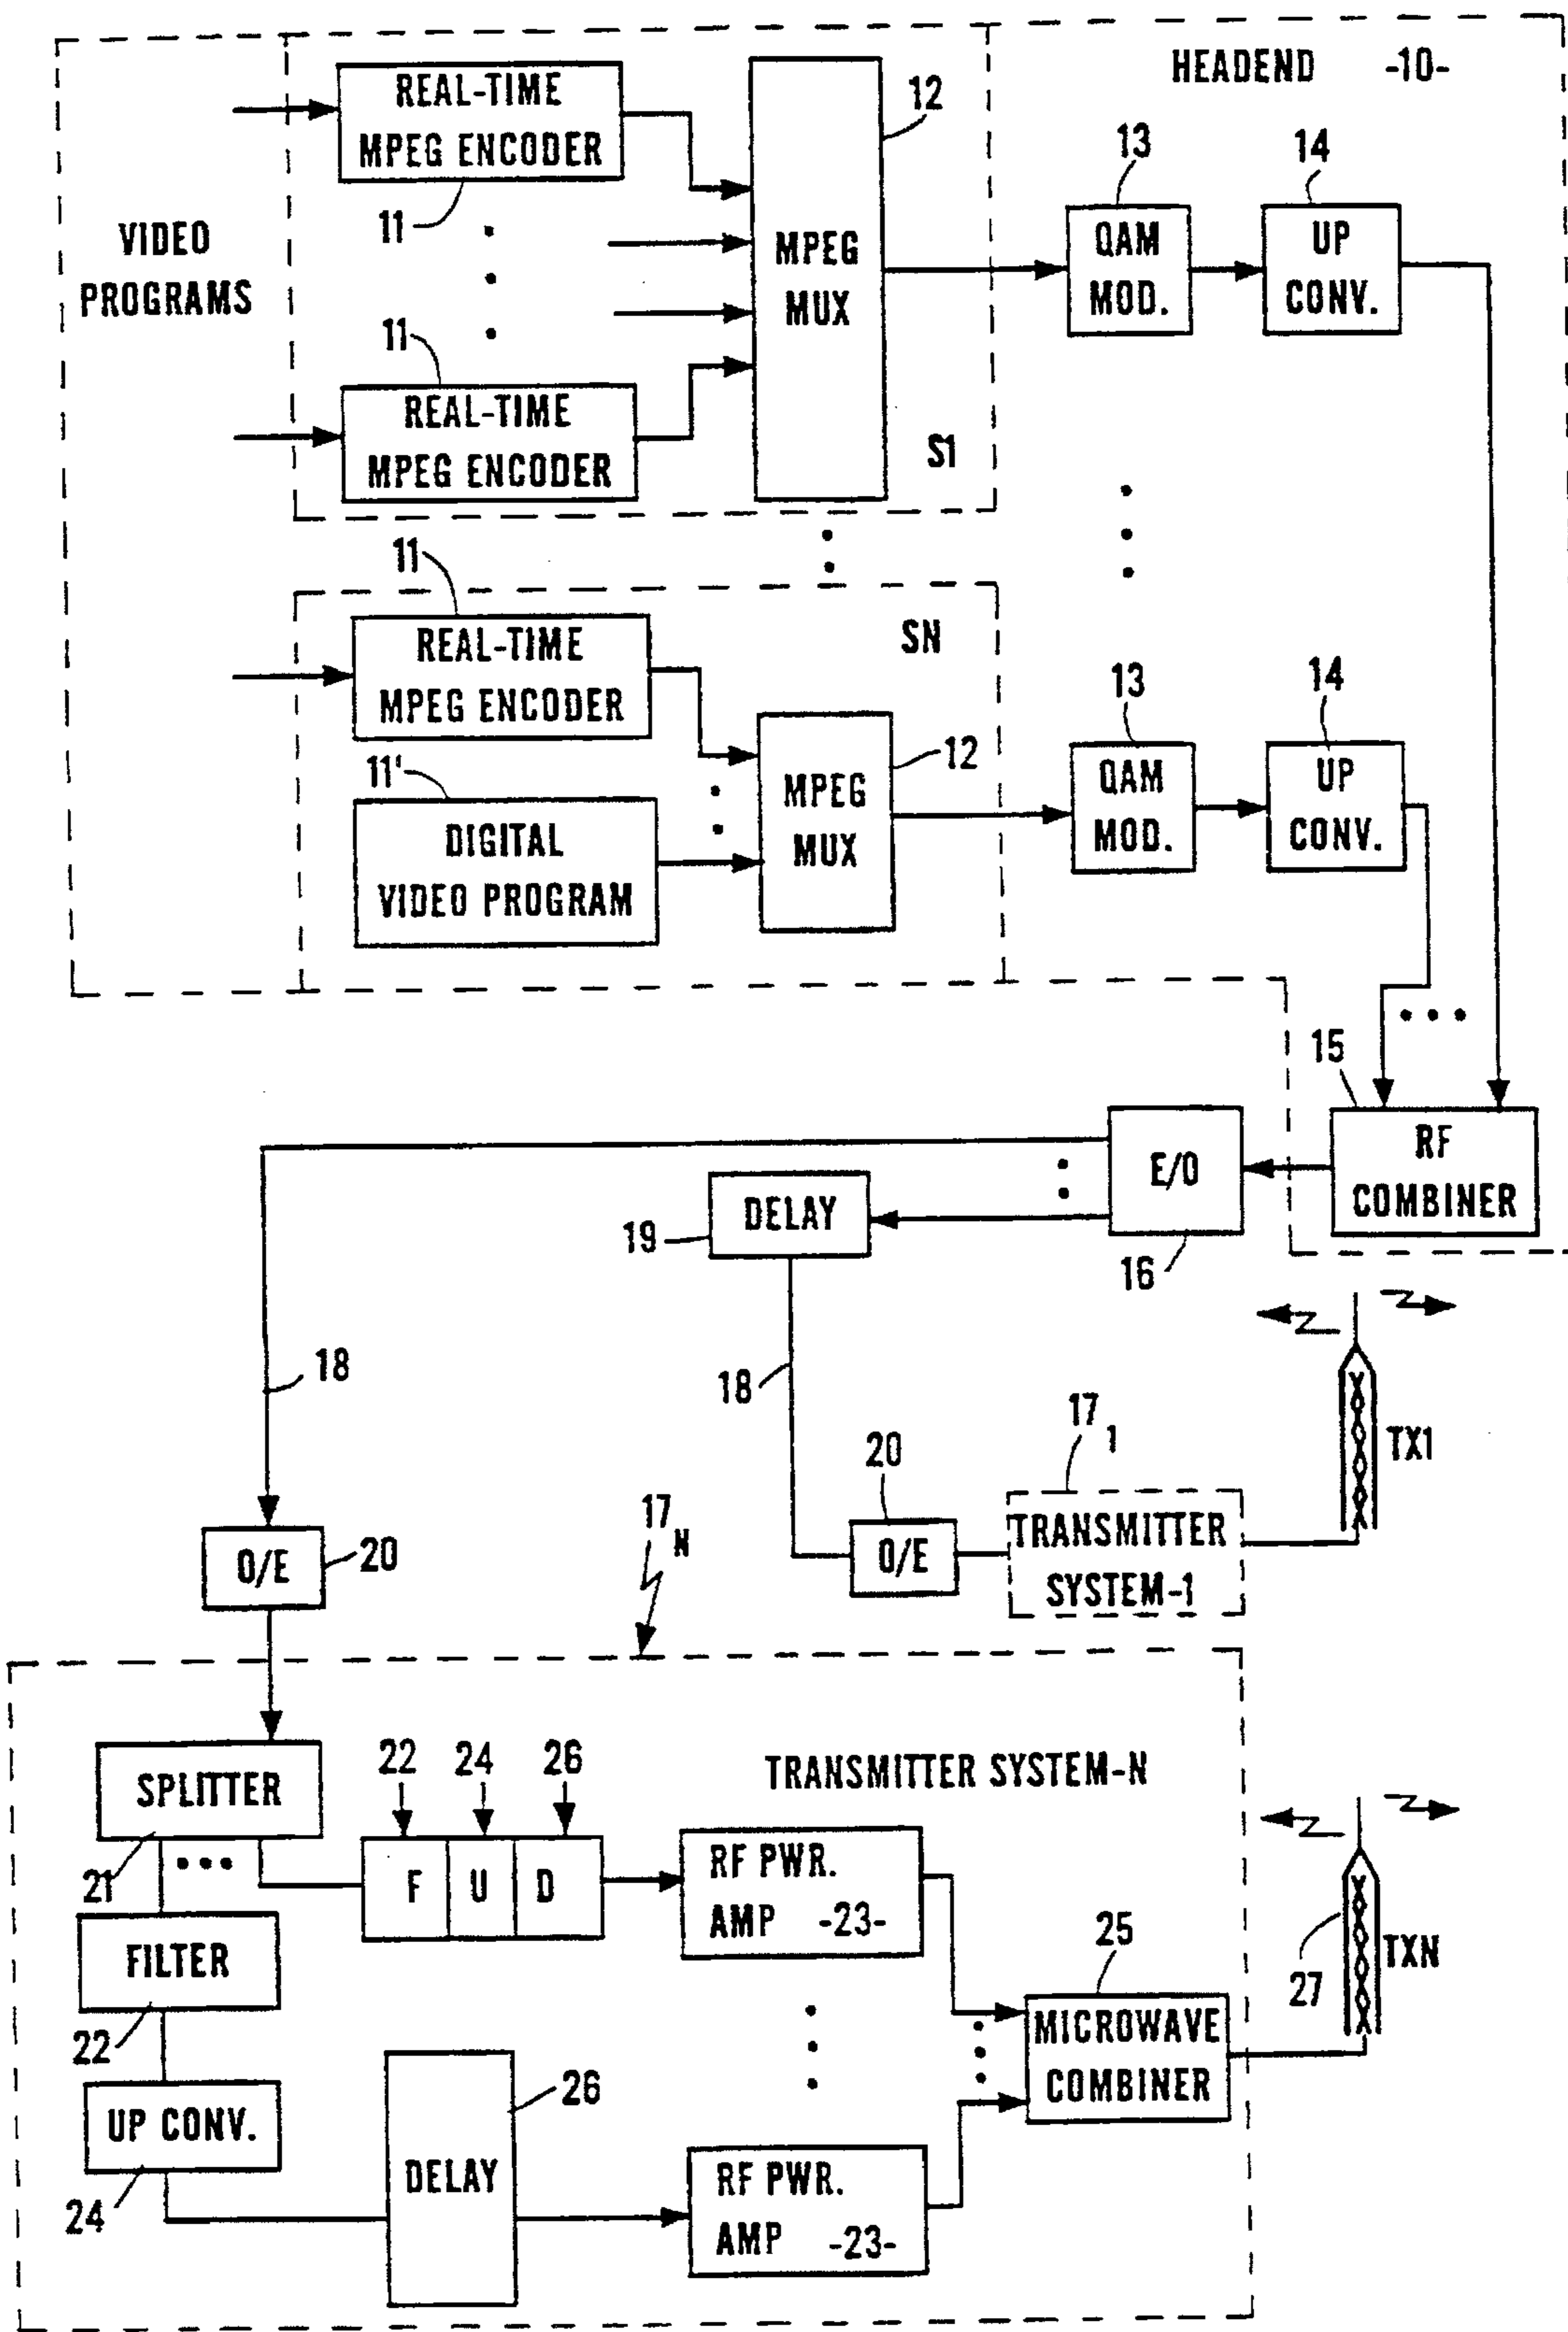 HEADEND -10-
REAL-TIME
MPEG ENCODER
11
12
13
14
VIDEO
PROGRAMS
MPEG
MUX
QAM
MOD.
UP
CONV.
11
REAL-TIME
MPEG ENCODER
S1
11
REAL-TIME
MPEG ENCODER
SN
13
14
11'
12
DIGITAL
VIDEO PROGRAM
MPEG
MUX
QAM
MOD.
UP
CONV.
15
RF
COMBINER
E/O
16
DELAY
19
18
18
17 1
TX1
20
O/E
TRANSMITTER
SYSTEM-1
17 N
O/E
20
SPLITTER
21
22
24
26
TRANSMITTER SYSTEM-N
F
U
D
RF PWR.
AMP -23-
FILTER
22
25
27
TXN
MICROWAVE
COMBINER
UP CONV.
24
26
DELAY
RF PWR.
AMP -23-